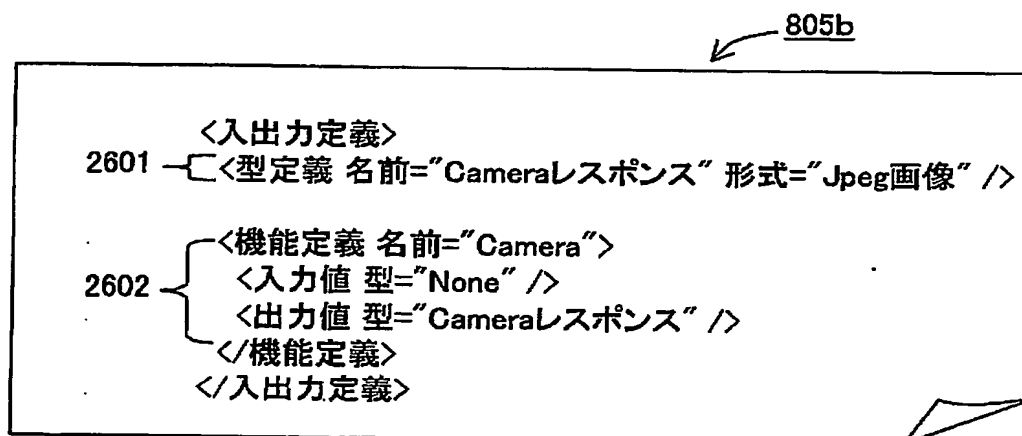 805b
<入出力定義>
2601 <型定義 名前="Cameraレスポンス" 形式="Jpeg画像" />
<機能定義 名前="Camera">
2602 <入力値 型="None" />
<出力値 型="Cameraレスポンス" />
</機能定義>
</入出力定義>